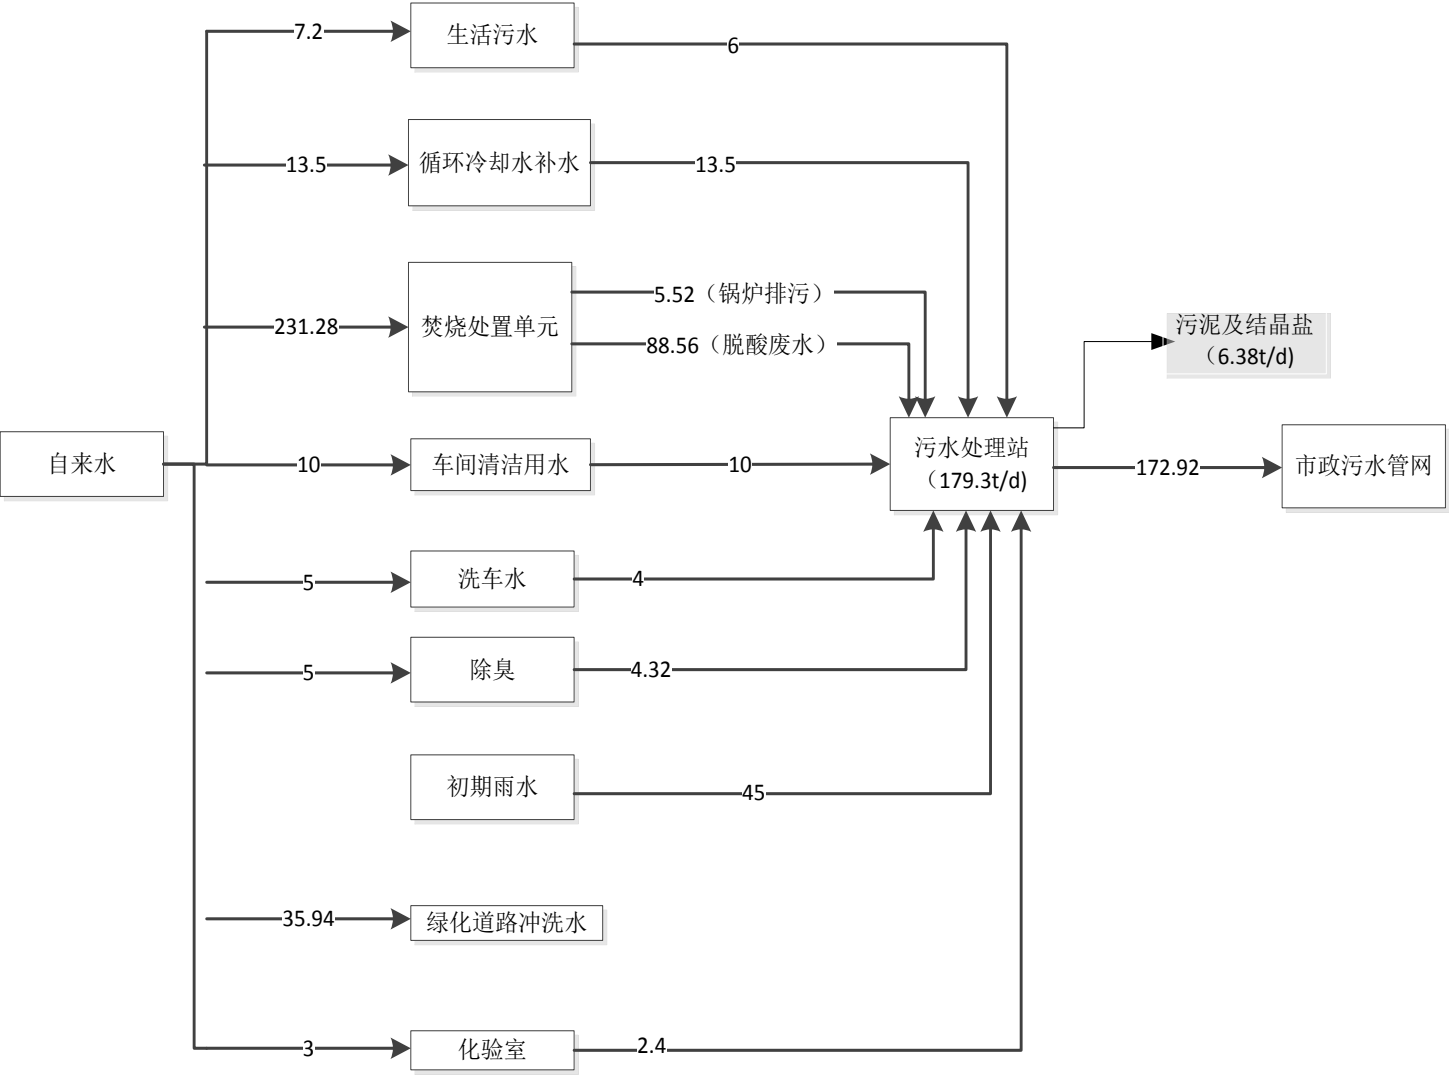 7.2
生活污水
6
13.5
循环冷却水补水
13.5
231.28
焚烧处置单元
5.52（锅炉排污）
88.56（脱酸废水）
污泥及结晶盐
（6.38t/d)
自来水
10
车间清洁用水
10
污水处理站
（179.3t/d)
172.92
市政污水管网
5
洗车水
4
5
除臭
4.32
初期雨水
45
35.94
绿化道路冲洗水
3
化验室
2.4